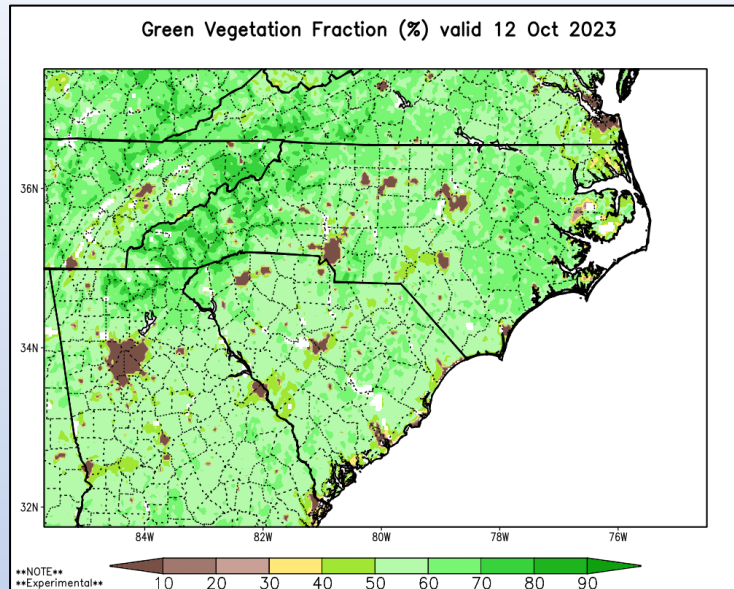 Green Vegetation Fraction (%) valid 12 Oct 2023
36N
34N
32N
84W 82W 80W 78W 76W
**NOTE**
**Experimental**
10 20 30 40 50 60 70 80 90